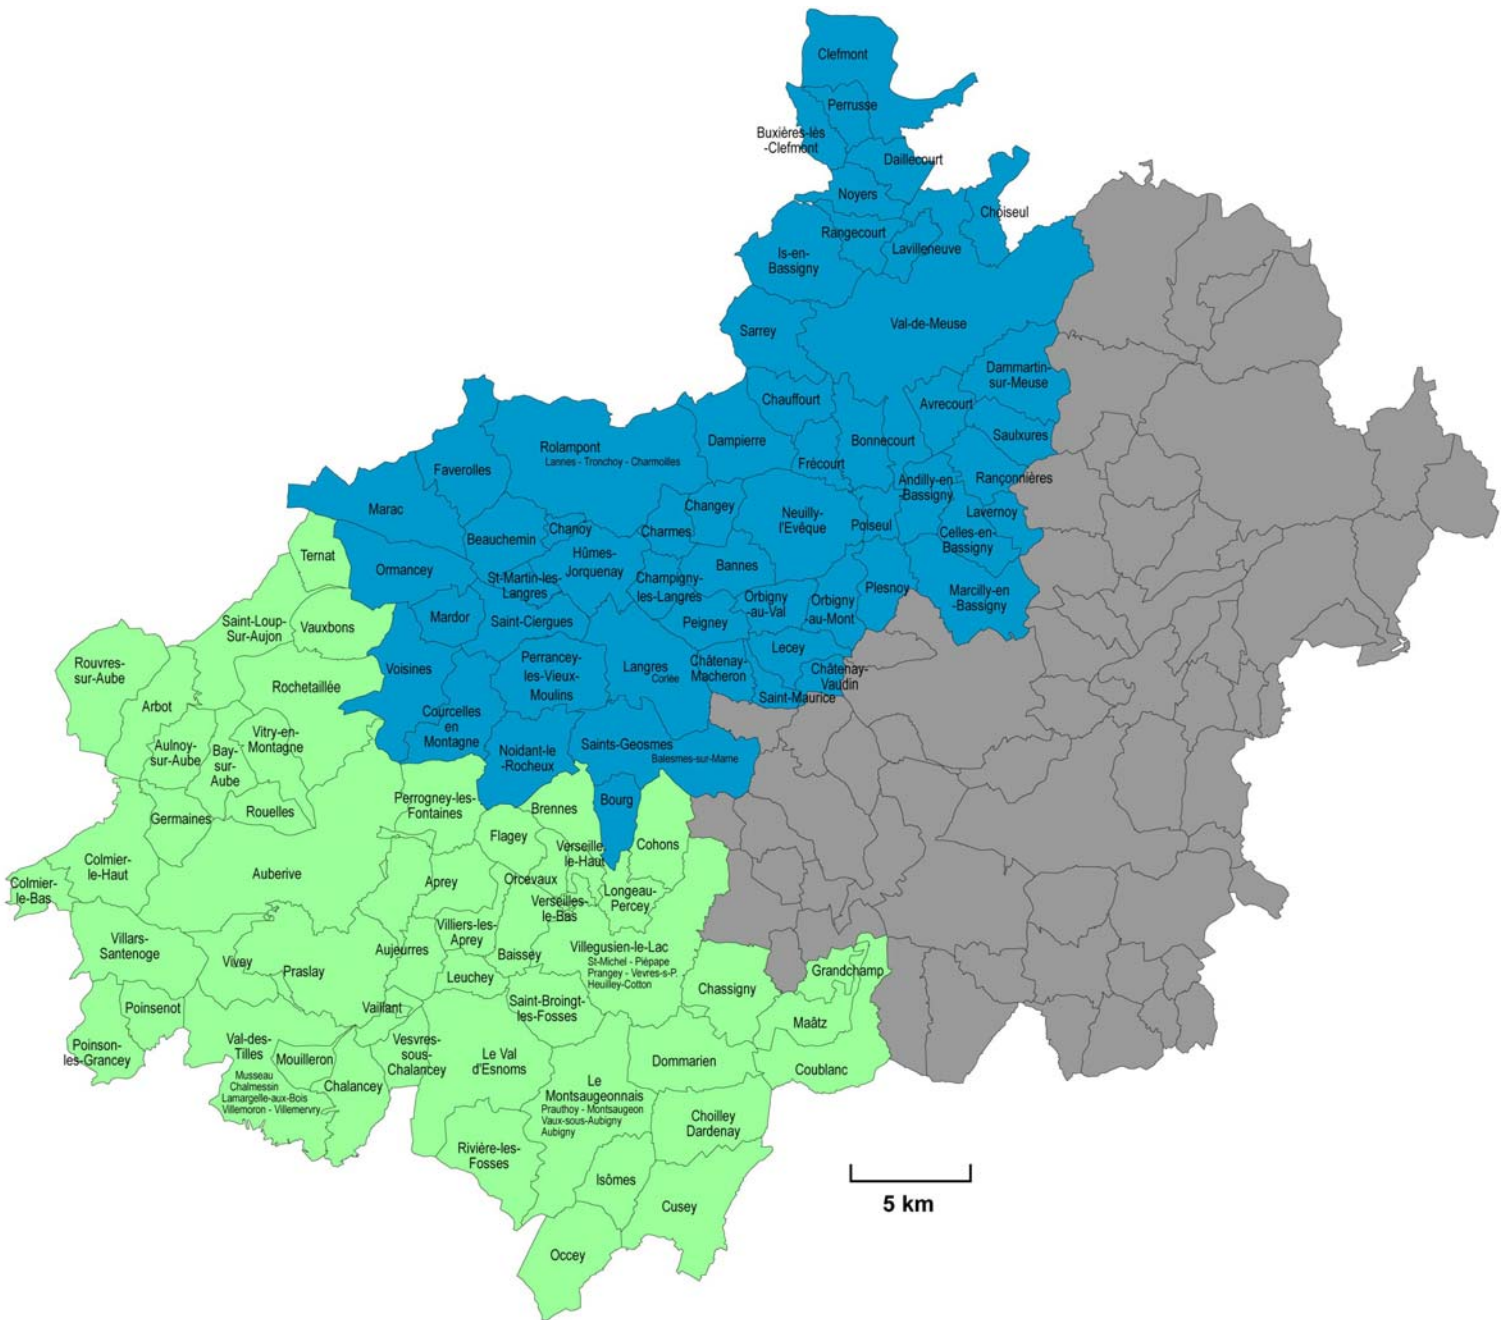 Clefmont
Perrusse
Buxières-lès
-Clefmont
Daillecourt
Noyers
Choiseul
Rangecourt
Lavilleneuve
Is-en-
Bassigny
Val-de-Meuse
Sarrey
Dammartin-
sur-Meuse
Chauffourt
Avrecourt
Saulxures
Dampierre
Bonnecourt
Rolampont
Lannes - Tronchoy - Charmoilles
Faverolles
Frécourt
Andilly-en
-Bassigny
Rançonnières
Marac
Changey
Neuilly-
l'Evêque
Poiseul
Lavernoy
Beauchemin
Chanoy
Charmes
Celles-en-
Bassigny
Ternat
Ormancey
Hûmes-
Jorquenay
Bannes
St-Martin-les-
Langres
Champigny-
les-Langres
Orbigny
-au-Val
Orbigny
-au-Mont
Plesnoy
Marcilly-en
-Bassigny
Saint-Loup-
Sur-Aujon
Vauxbons
Mardor
Saint-Ciergues
Peigney
Lecey
Rouvres-
sur-Aube
Voisines
Perrancey-
les-Vieux-
Moulins
Langres
Corlée
Châtenay-
Macheron
Châtenay-
Vaudin
Saint-Maurice
Rochetaillée
Arbot
Courcelles
en
Montagne
Aulnoy-
sur-Aube
Bay-
sur-
Aube
Vitry-en-
Montagne
Noidant-le
-Rocheux
Saints-Geosmes
Balesmes-sur-Marne
Perrogney-les-
Fontaines
Brennes
Bourg
Germaines
Rouelles
Flagey
Verseille
le-Haut
Cohons
Colmier-
le-Haut
Colmier-
le-Bas
Auberive
Aprey
Orcevaux
Verseilles-
le-Bas
Longeau-
Percey
Villars-
Santenoge
Vivey
Praslay
Aujeurres
Villiers-les-
Aprey
Baissey
Villegusien-le-Lac
St-Michel - Piépape
Prangey - Vevres-s-P.
Heuilley-Cotton
Leuchey
Chassigny
Grandchamp
Poinsenot
Vaillant
Saint-Broingt-
les-Fosses
Maâtz
Poinson-
les-Grancey
Val-des-
Tilles
Musseau
Chalmessin
Lamargelle-aux-Bois
Villemoron - Villemervry
Mouilleron
Chalancey
Vesvres-
sous-
Chalancey
Le Val
d'Esnoms
Dommarien
Coublanc
Le
Montsaugeonnais
Prauthoy - Montsaugeon
Vaux-sous-Aubigny
Aubigny
Choilley
Dardenay
Rivière-les-
Fosses
Isômes
Cusey
Occey
5 km